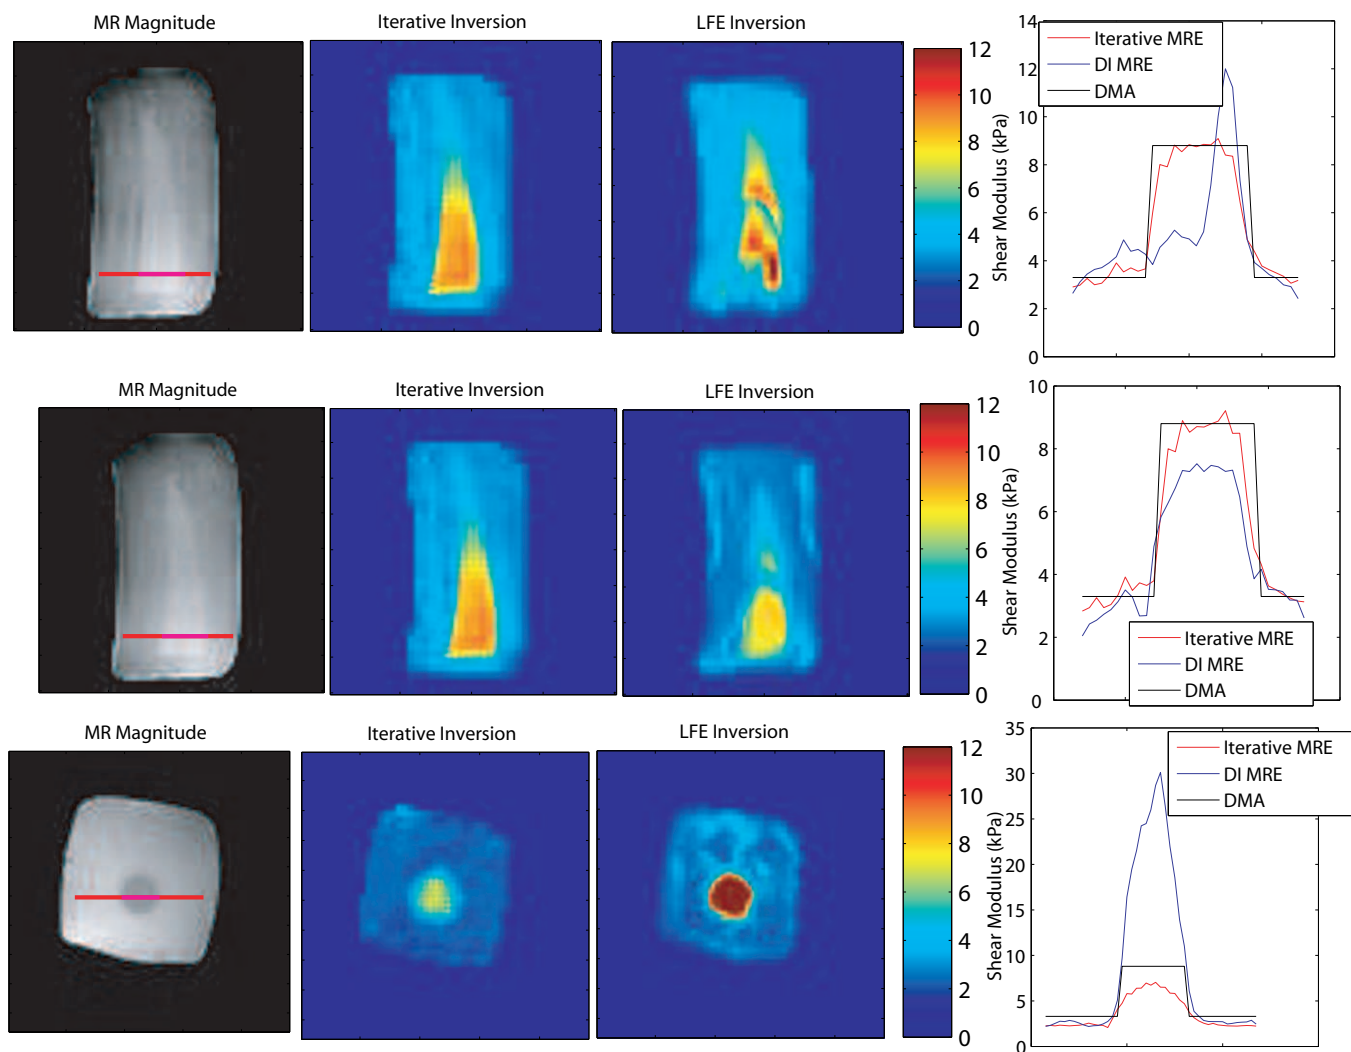 MR Magnitude Iterative Inversion LFE Inversion
12
10
8
6
4
2
0
Shear Modulus (kPa)
14
12
10
8
6
4
2
0
Iterative MRE
DI MRE
DMA
MR Magnitude Iterative Inversion LFE Inversion
12
10
8
6
4
2
0
Shear Modulus (kPa)
10
8
6
4
2
0
Iterative MRE
DI MRE
DMA
MR Magnitude Iterative Inversion LFE Inversion
12
10
8
6
4
2
0
Shear Modulus (kPa)
35
30
25
20
15
10
5
0
Iterative MRE
DI MRE
DMA